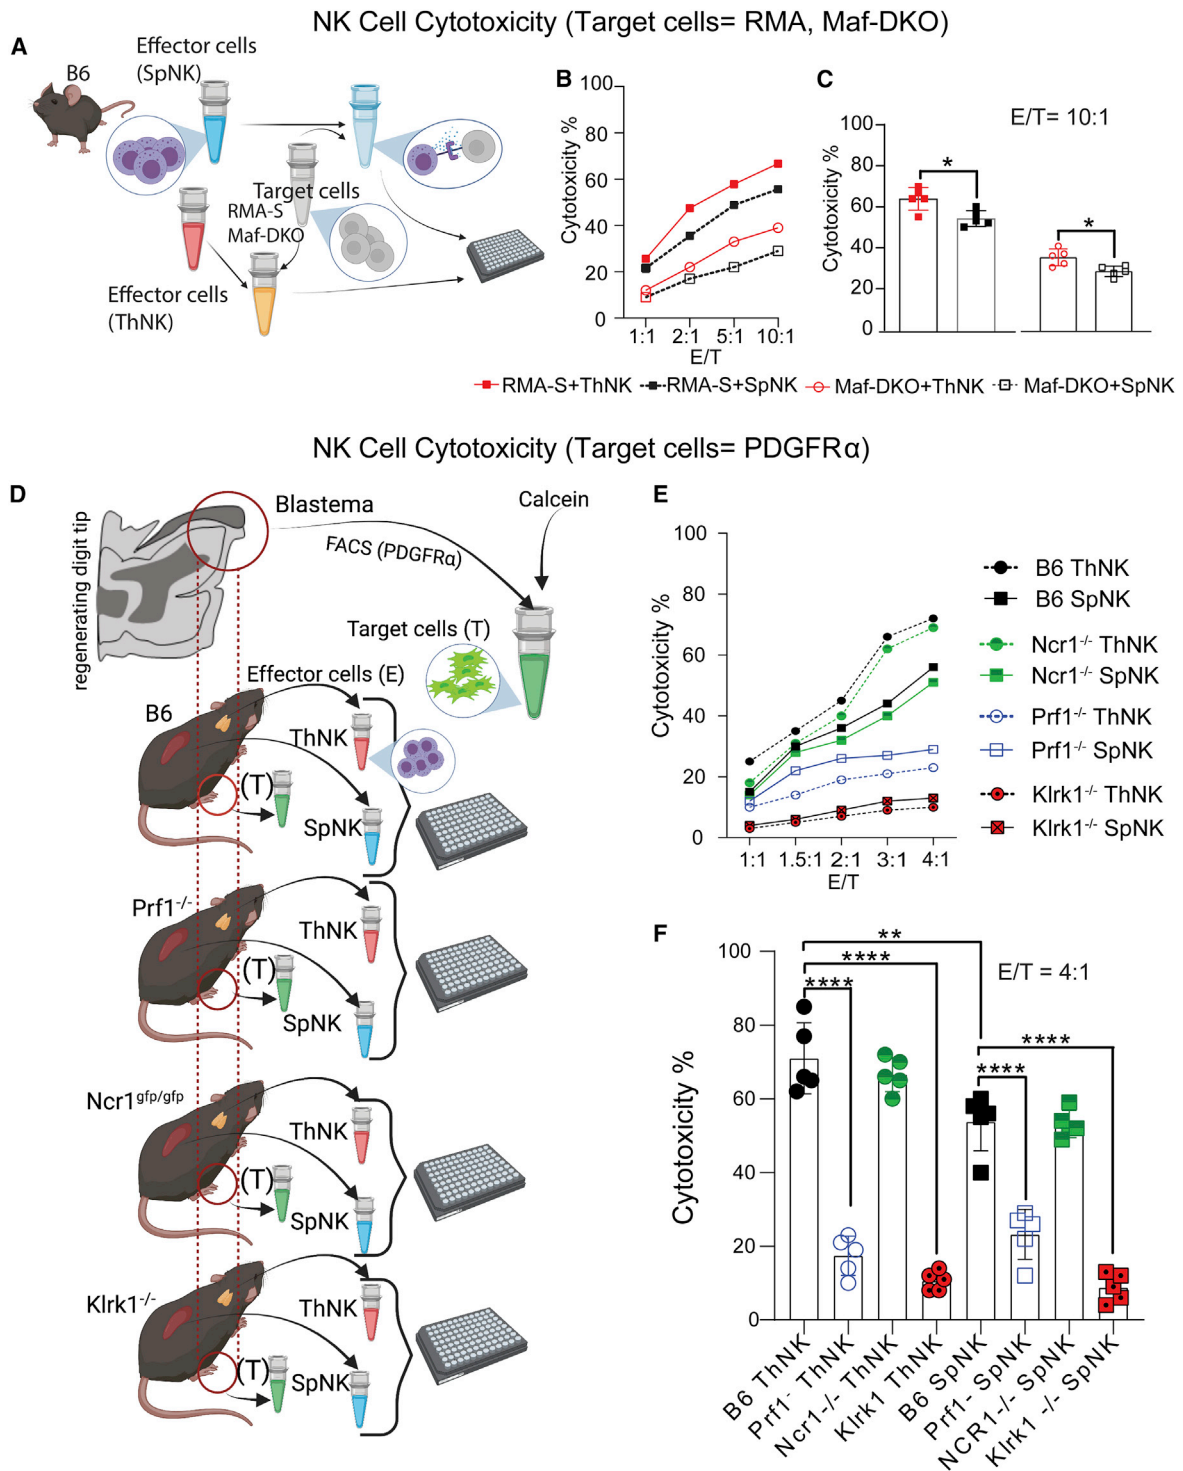 NK Cell Cytotoxicity (Target cells= RMA, Maf-DKO)
A
B6
Effector cells
(SpNK)
Target cells
RMA-S
Maf-DKO
Effector cells
(ThNK)
B
Cytotoxicity %
100
80
60
40
20
0
1:1 2:1 5:1 10:1
E/T
C
E/T= 10:1
Cytotoxicity %
100
80
60
40
20
0
*
*
RMA-S+ThNK RMA-S+SpNK Maf-DKO+ThNK Maf-DKO+SpNK
NK Cell Cytotoxicity (Target cells= PDGFRα)
D
regenerating digit tip
Blastema
FACS (PDGFRα)
Calcein
Target cells (T)
Effector cells (E)
B6
ThNK
(T)
SpNK
Prf1-/-
ThNK
(T)
SpNK
Ncr1gfp/gfp
ThNK
(T)
SpNK
Klrk1-/-
ThNK
(T)
SpNK
E
Cytotoxicity %
100
80
60
40
20
0
1:1 1.5:1 2:1 3:1 4:1
E/T
B6 ThNK
B6 SpNK
Ncr1-/- ThNK
Ncr1-/- SpNK
Prf1-/- ThNK
Prf1-/- SpNK
Klrk1-/- ThNK
Klrk1-/- SpNK
F
E/T = 4:1
Cytotoxicity %
100
80
60
40
20
0
**
****
****
****
****
B6 ThNK
Prf1- ThNK
Ncr1-/- ThNK
Klrk1 ThNK
B6 SpNK
Prf1- SpNK
NCR1-/- SpNK
Klrk1 -/- SpNK